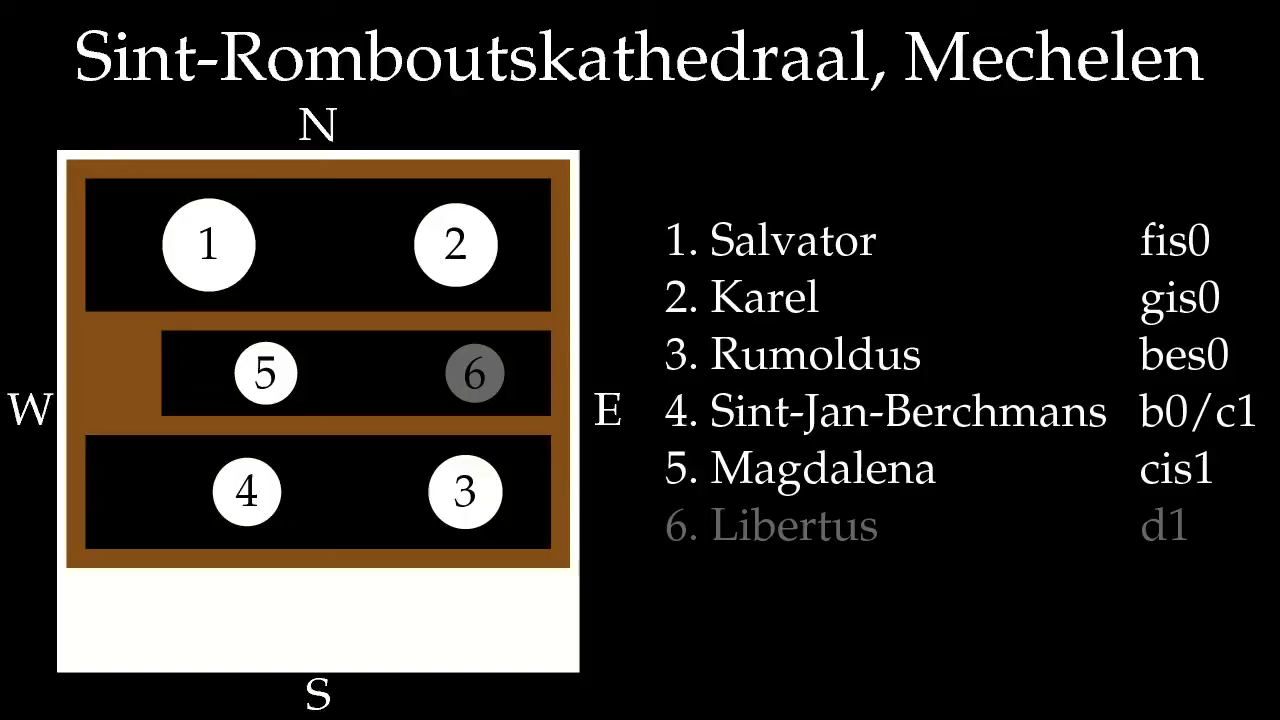 Sint-Romboutskathedraal, Mechelen
N
1 2
5 6
W E
4 3
S
1. Salvator fis0
2. Karel gis0
3. Rumoldus bes0
4. Sint-Jan-Berchmans b0/c1
5. Magdalena cis1
6. Libertus d1